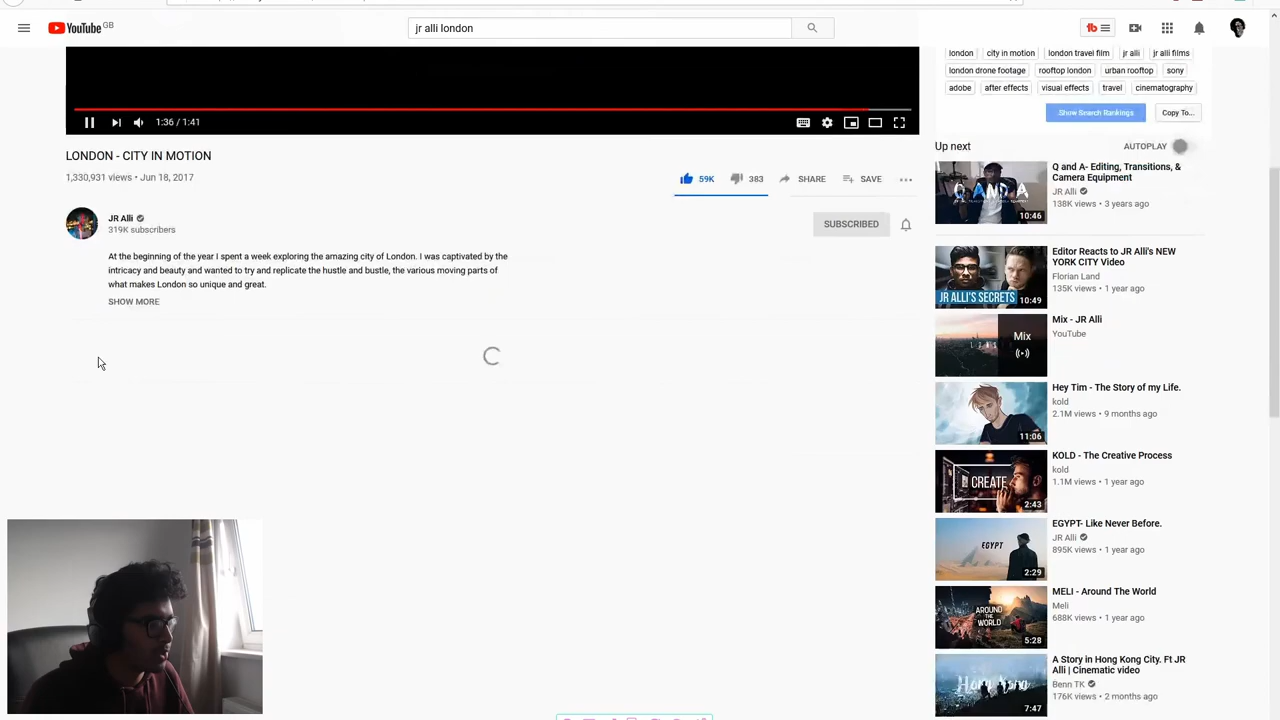 YouTube GB
jr alli london
london city in motion london travel film jr alli jr alli films
london drone footage rooftop london urban rooftop sony
adobe after effects visual effects travel cinematography
Show Search Rankings Copy To...
1:36 / 1:41
LONDON - CITY IN MOTION
1,330,931 views • Jun 18, 2017
59K 383 SHARE SAVE
JR Alli
319K subscribers
SUBSCRIBED
At the beginning of the year I spent a week exploring the amazing city of London. I was captivated by the
intricacy and beauty and wanted to try and replicate the hustle and bustle, the various moving parts of
what makes London so unique and great.
SHOW MORE
Up next AUTOPLAY
Q AND A
10:46
Q and A- Editing, Transitions, &
Camera Equipment
JR Alli
138K views • 3 years ago
JR ALLI'S SECRETS
10:49
Editor Reacts to JR Alli's NEW
YORK CITY Video
Florian Land
135K views • 1 year ago
Mix
Mix - JR Alli
YouTube
11:06
Hey Tim - The Story of my Life.
kold
2.1M views • 9 months ago
CREATE
2:43
KOLD - The Creative Process
kold
1.1M views • 1 year ago
EGYPT
2:29
EGYPT- Like Never Before.
JR Alli
895K views • 1 year ago
AROUND
THE
WORLD
5:28
MELI - Around The World
Meli
688K views • 1 year ago
Hong Kong
7:47
A Story in Hong Kong City. Ft JR
Alli | Cinematic video
Benn TK
176K views • 2 months ago